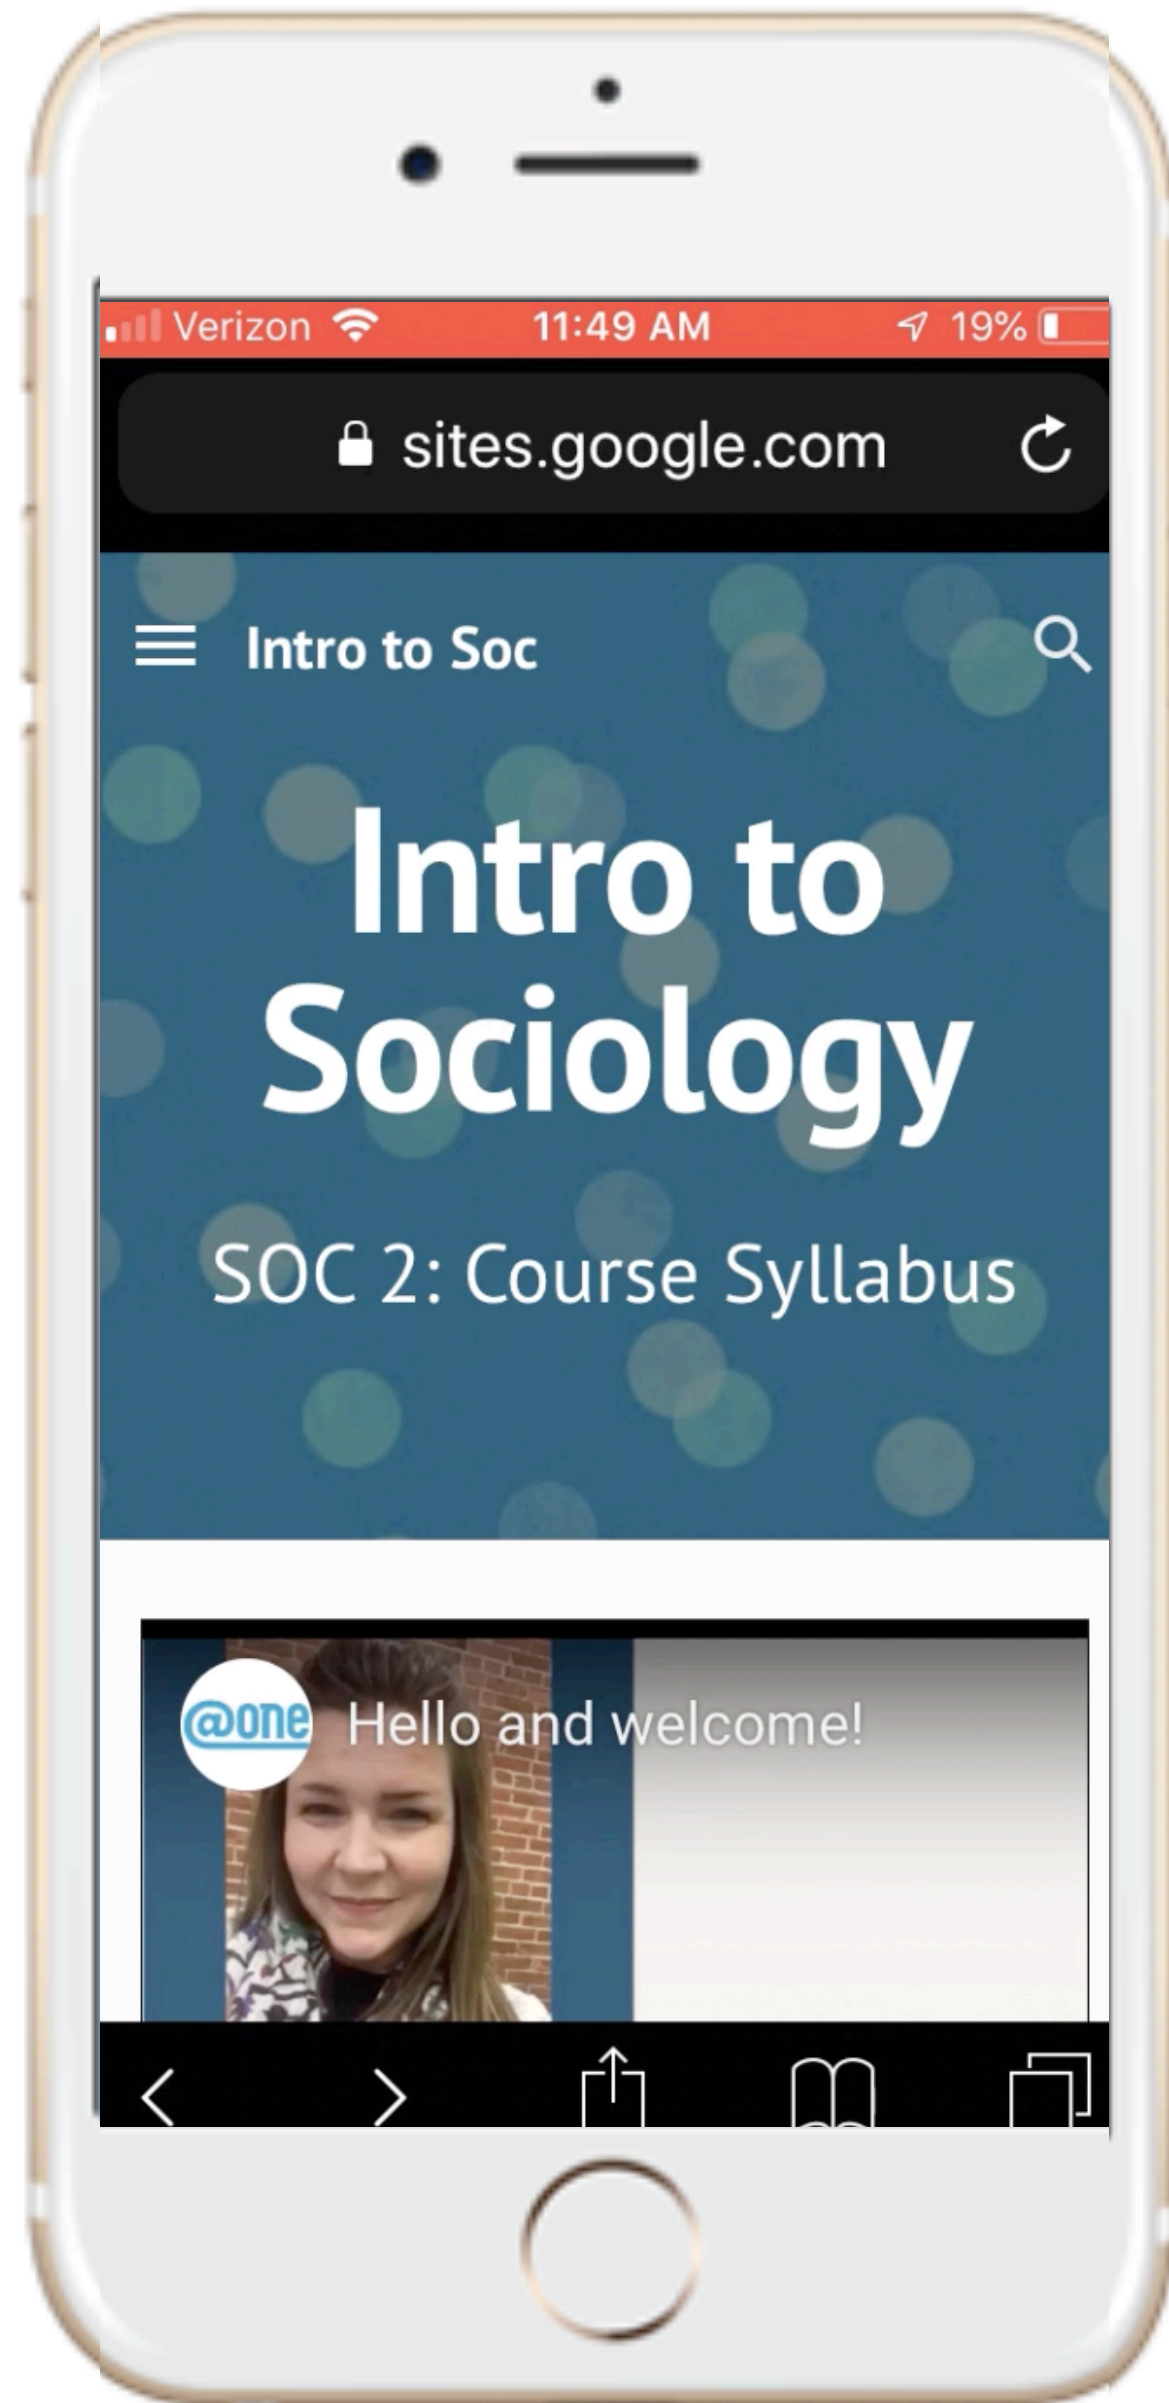 Verizon 11:49 AM 19%
sites.google.com
Intro to Soc
Intro to
Sociology
SOC 2: Course Syllabus
@one Hello and welcome!